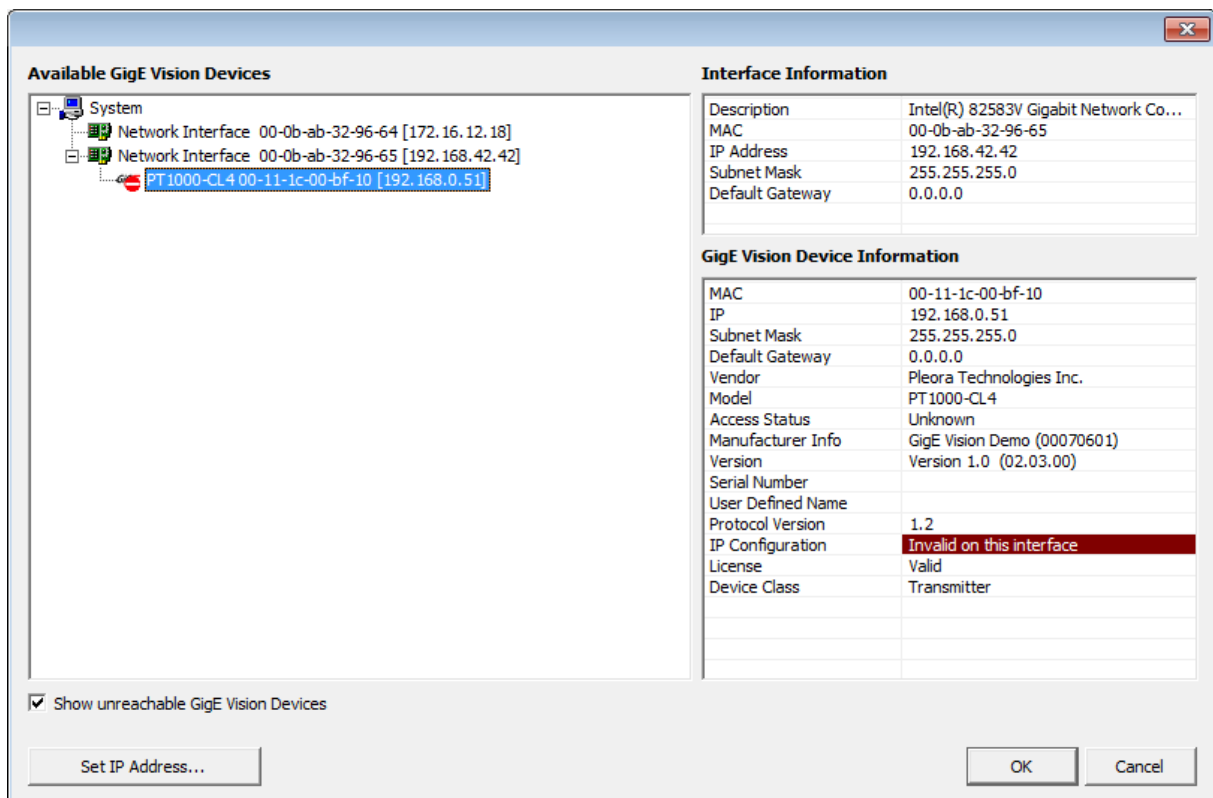 Available GigE Vision Devices
System
Network Interface 00-0b-ab-32-96-64 [172.16.12.18]
Network Interface 00-0b-ab-32-96-65 [192.168.42.42]
PT1000-CL4 00-11-1c-00-bf-10 [192.168.0.51]
Show unreachable GigE Vision Devices
Set IP Address...
Interface Information
Description Intel(R) 82583V Gigabit Network Co...
MAC 00-0b-ab-32-96-65
IP Address 192.168.42.42
Subnet Mask 255.255.255.0
Default Gateway 0.0.0.0
GigE Vision Device Information
MAC 00-11-1c-00-bf-10
IP 192.168.0.51
Subnet Mask 255.255.255.0
Default Gateway 0.0.0.0
Vendor Pleora Technologies Inc.
Model PT1000-CL4
Access Status Unknown
Manufacturer Info GigE Vision Demo (00070601)
Version Version 1.0 (02.03.00)
Serial Number
User Defined Name
Protocol Version 1.2
IP Configuration Invalid on this interface
License Valid
Device Class Transmitter
OK Cancel